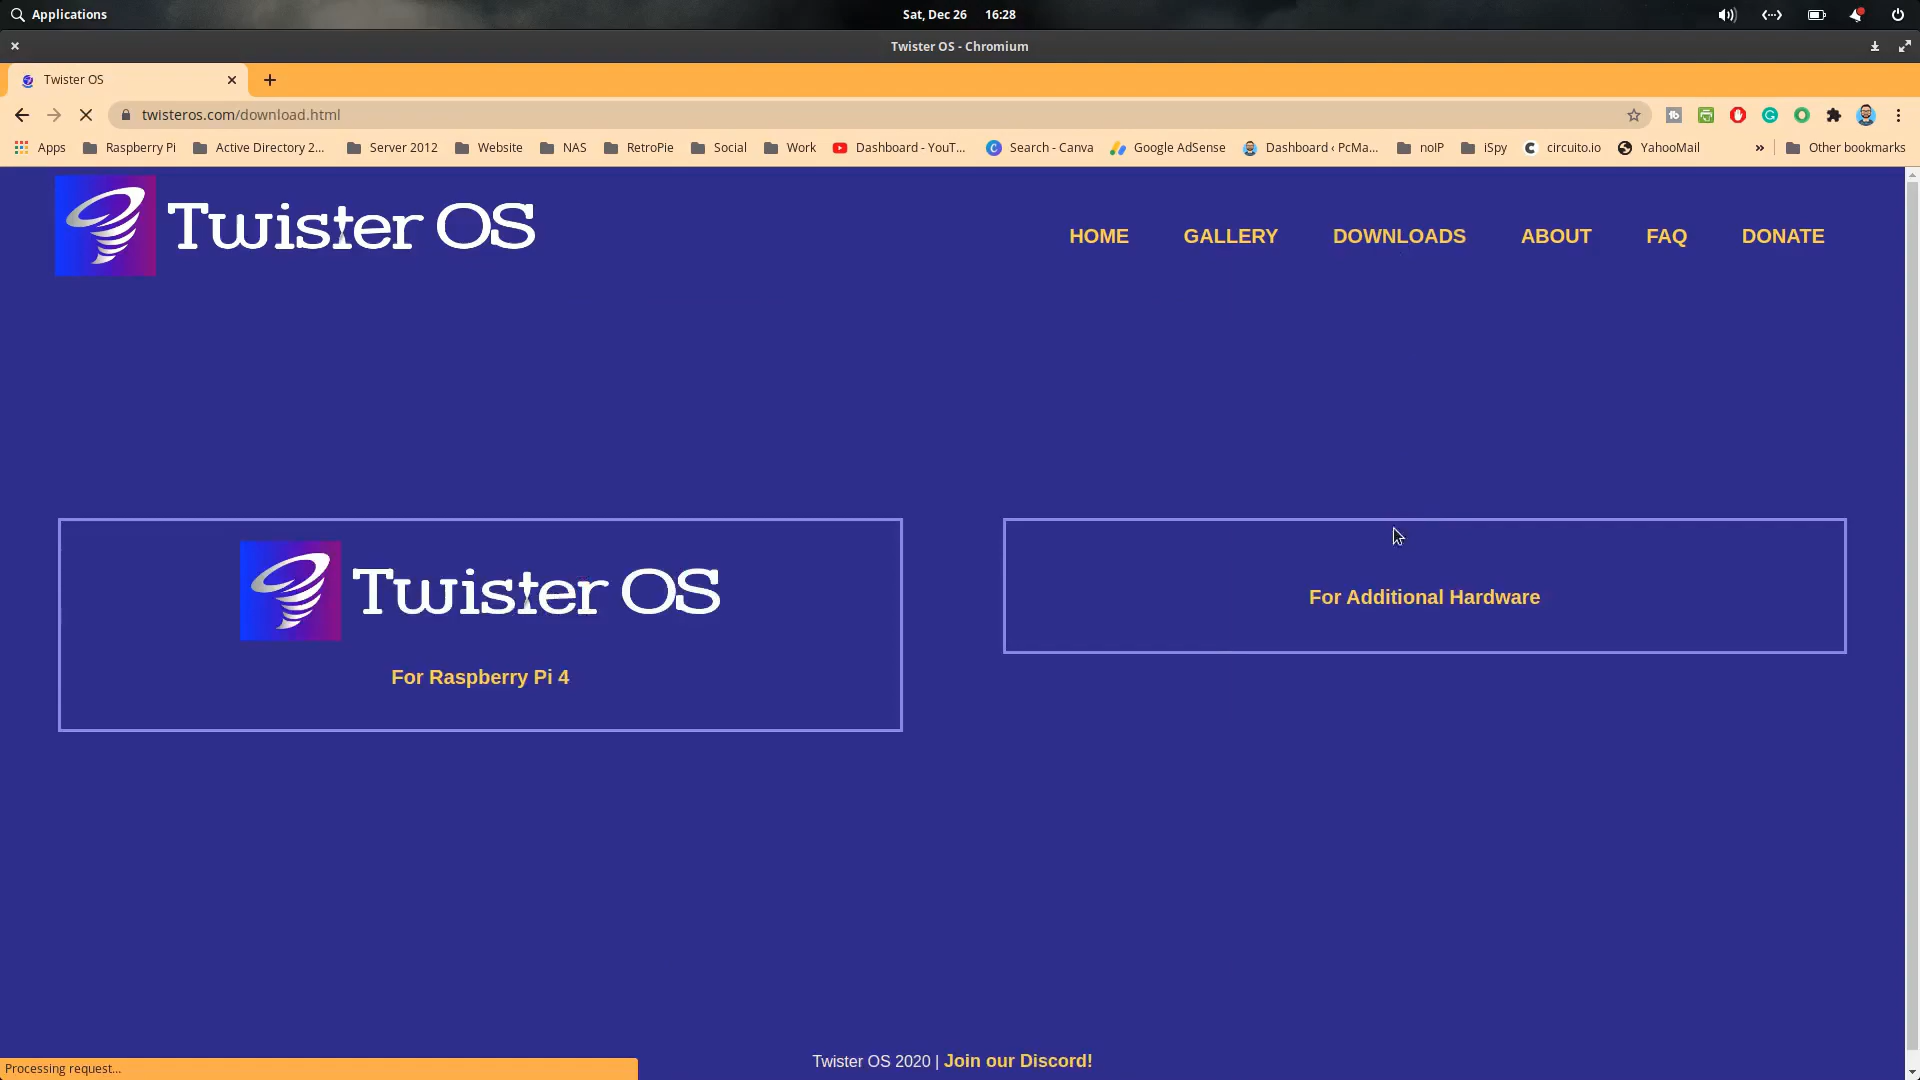 Applications
Sat, Dec 26 16:28
Twister OS - Chromium
Twister OS
twisteros.com/download.html
Apps Raspberry Pi Active Directory 2... Server 2012 Website NAS RetroPie Social Work Dashboard - YouT... Search - Canva Google AdSense Dashboard ‹ PcMa... noIP iSpy circuito.io YahooMail » Other bookmarks
Twister OS
HOME GALLERY DOWNLOADS ABOUT FAQ DONATE
Twister OS
For Raspberry Pi 4
For Additional Hardware
Twister OS 2020 | Join our Discord!
Processing request...